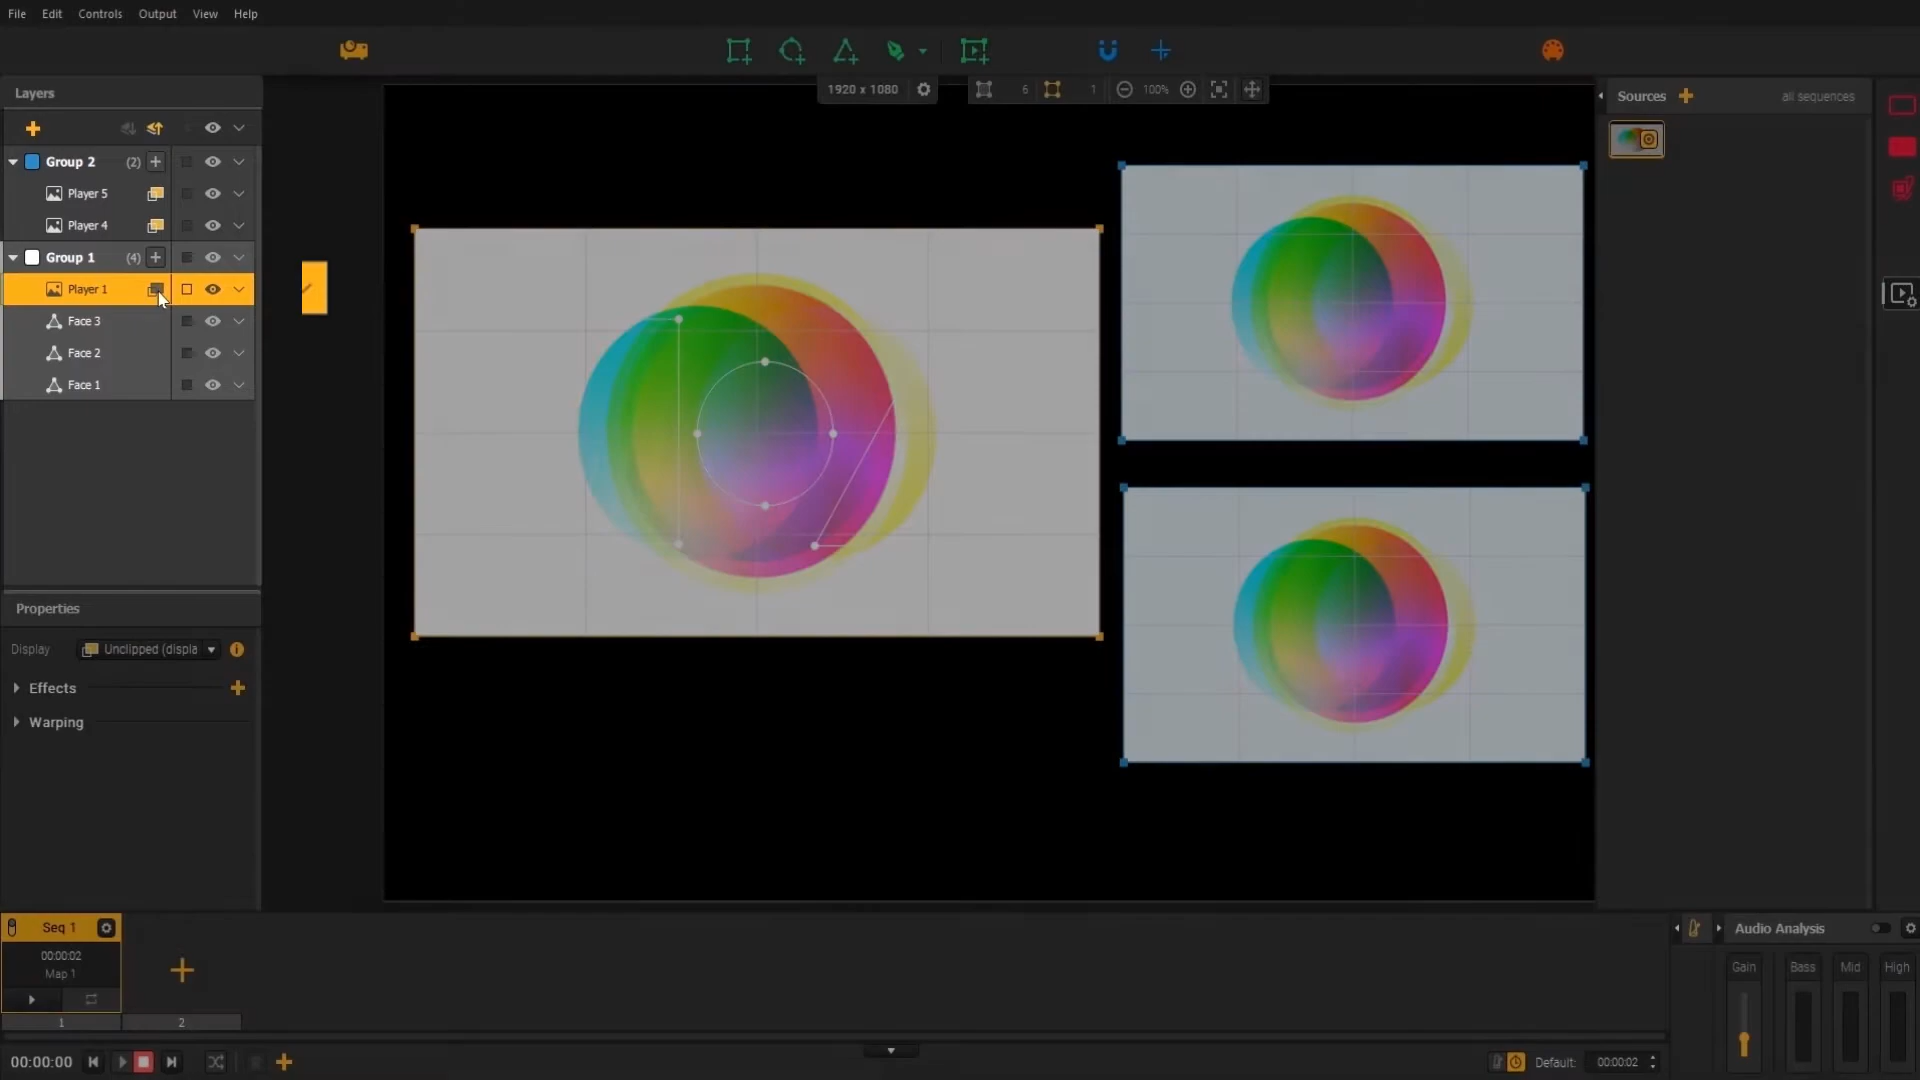 File Edit Controls Output View Help
1920 x 1080 6 1 100%
Layers
Group 2 (2)
Player 5
Player 4
Group 1 (4)
Player 1
Face 3
Face 2
Face 1
Properties
Display Unclipped (displa
Effects
Warping
Sources all sequences
Seq 1
00:00:02
Map 1
1 2
Audio Analysis
Gain Bass Mid High
00:00:00
Default: 00:00:02